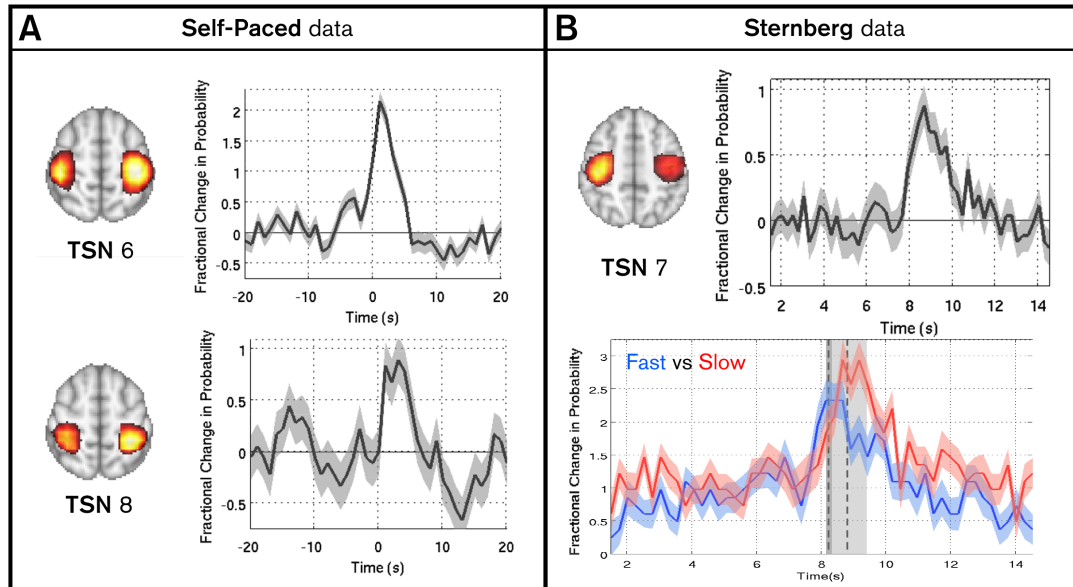 A
Self-Paced data
B
Sternberg data
TSN 6
Fractional Change in Probability
2
1.5
1
0.5
0
-0.5
-20
-10
0
10
20
Time (s)
TSN 8
Fractional Change in Probability
1
0.5
0
-0.5
-20
-10
0
10
20
Time (s)
TSN 7
Fractional Change in Probability
1
0.5
0
-0.5
2
4
6
8
10
12
14
Time (s)
Fast vs Slow
Fractional Change in Probability
3
2.5
2
1.5
1
0.5
0
2
4
6
8
10
12
14
Time(s)